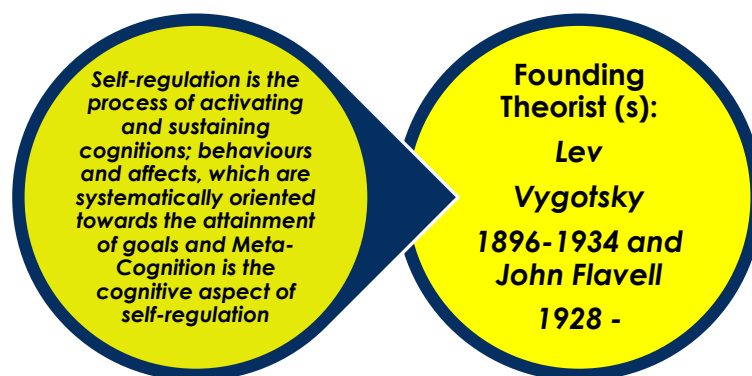 Self-regulation is the
process of activating
and sustaining
cognitions; behaviours
and affects, which are
systematically oriented
towards the attainment
of goals and Meta-
Cognition is the
cognitive aspect of
self-regulation
Founding
Theorist (s):
Lev
Vygotsky
1896-1934 and
John Flavell
1928 -